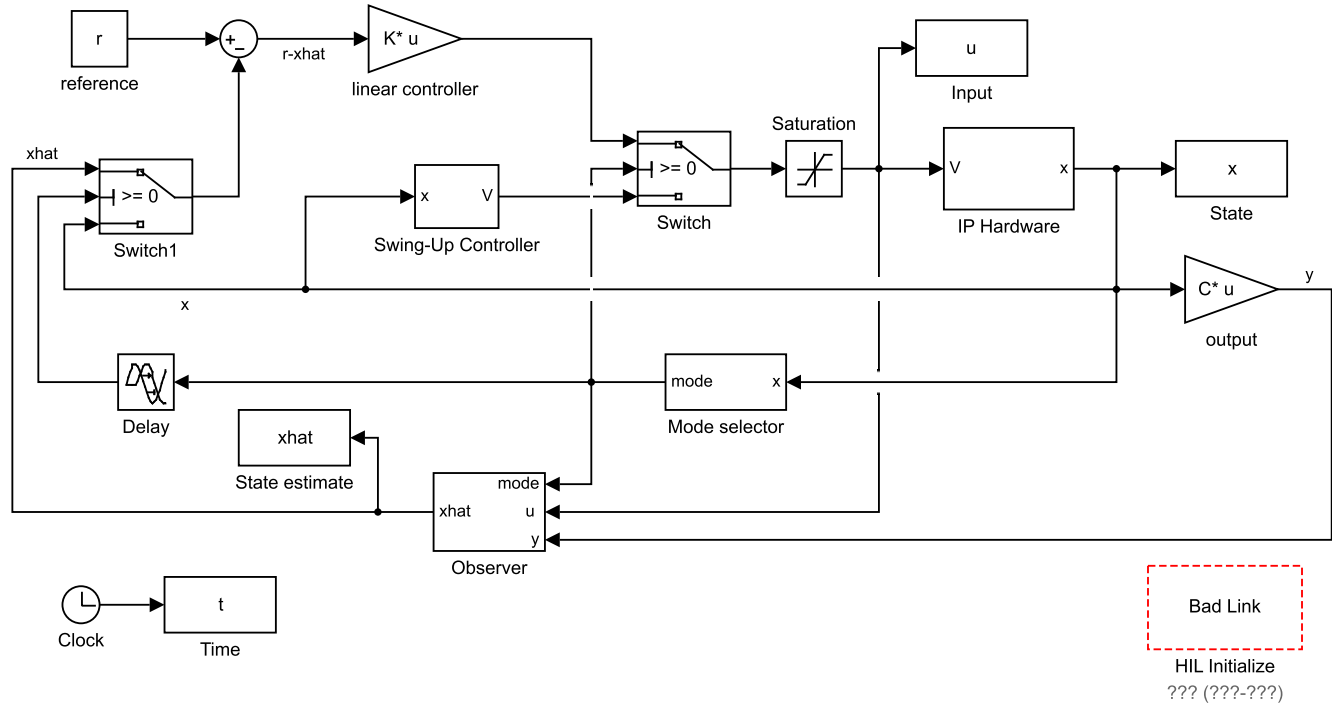 r
reference
+
−
r-xhat
K* u
linear controller
u
Input
xhat
>= 0
Switch1
x
V
Swing-Up Controller
>= 0
Switch
Saturation
V
x
IP Hardware
x
State
x
C* u
output
y
Delay
mode
x
Mode selector
xhat
State estimate
mode
xhat
u
y
Observer
Clock
t
Time
Bad Link
HIL Initialize
??? (???-???)